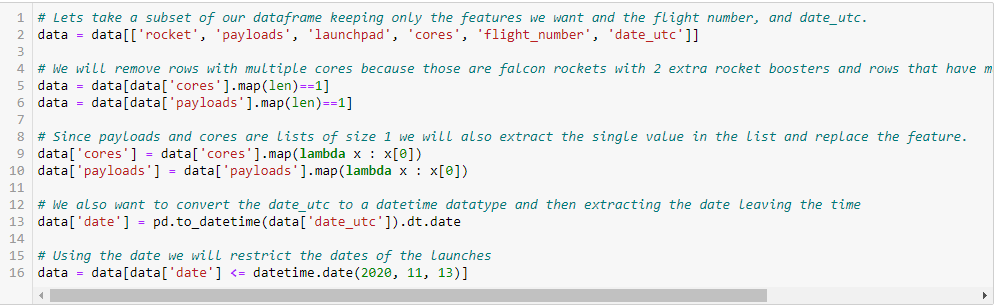 1 # Lets take a subset of our dataframe keeping only the features we want and the flight number, and date_utc.
2 data = data[['rocket', 'payloads', 'launchpad', 'cores', 'flight_number', 'date_utc']]
3
4 # We will remove rows with multiple cores because those are falcon rockets with 2 extra rocket boosters and rows that have m
5 data = data[data['cores'].map(len)==1]
6 data = data[data['payloads'].map(len)==1]
7
8 # Since payloads and cores are lists of size 1 we will also extract the single value in the list and replace the feature.
9 data['cores'] = data['cores'].map(lambda x : x[0])
10 data['payloads'] = data['payloads'].map(lambda x : x[0])
11
12 # We also want to convert the date_utc to a datetime datatype and then extracting the date leaving the time
13 data['date'] = pd.to_datetime(data['date_utc']).dt.date
14
15 # Using the date we will restrict the dates of the launches
16 data = data[data['date'] <= datetime.date(2020, 11, 13)]